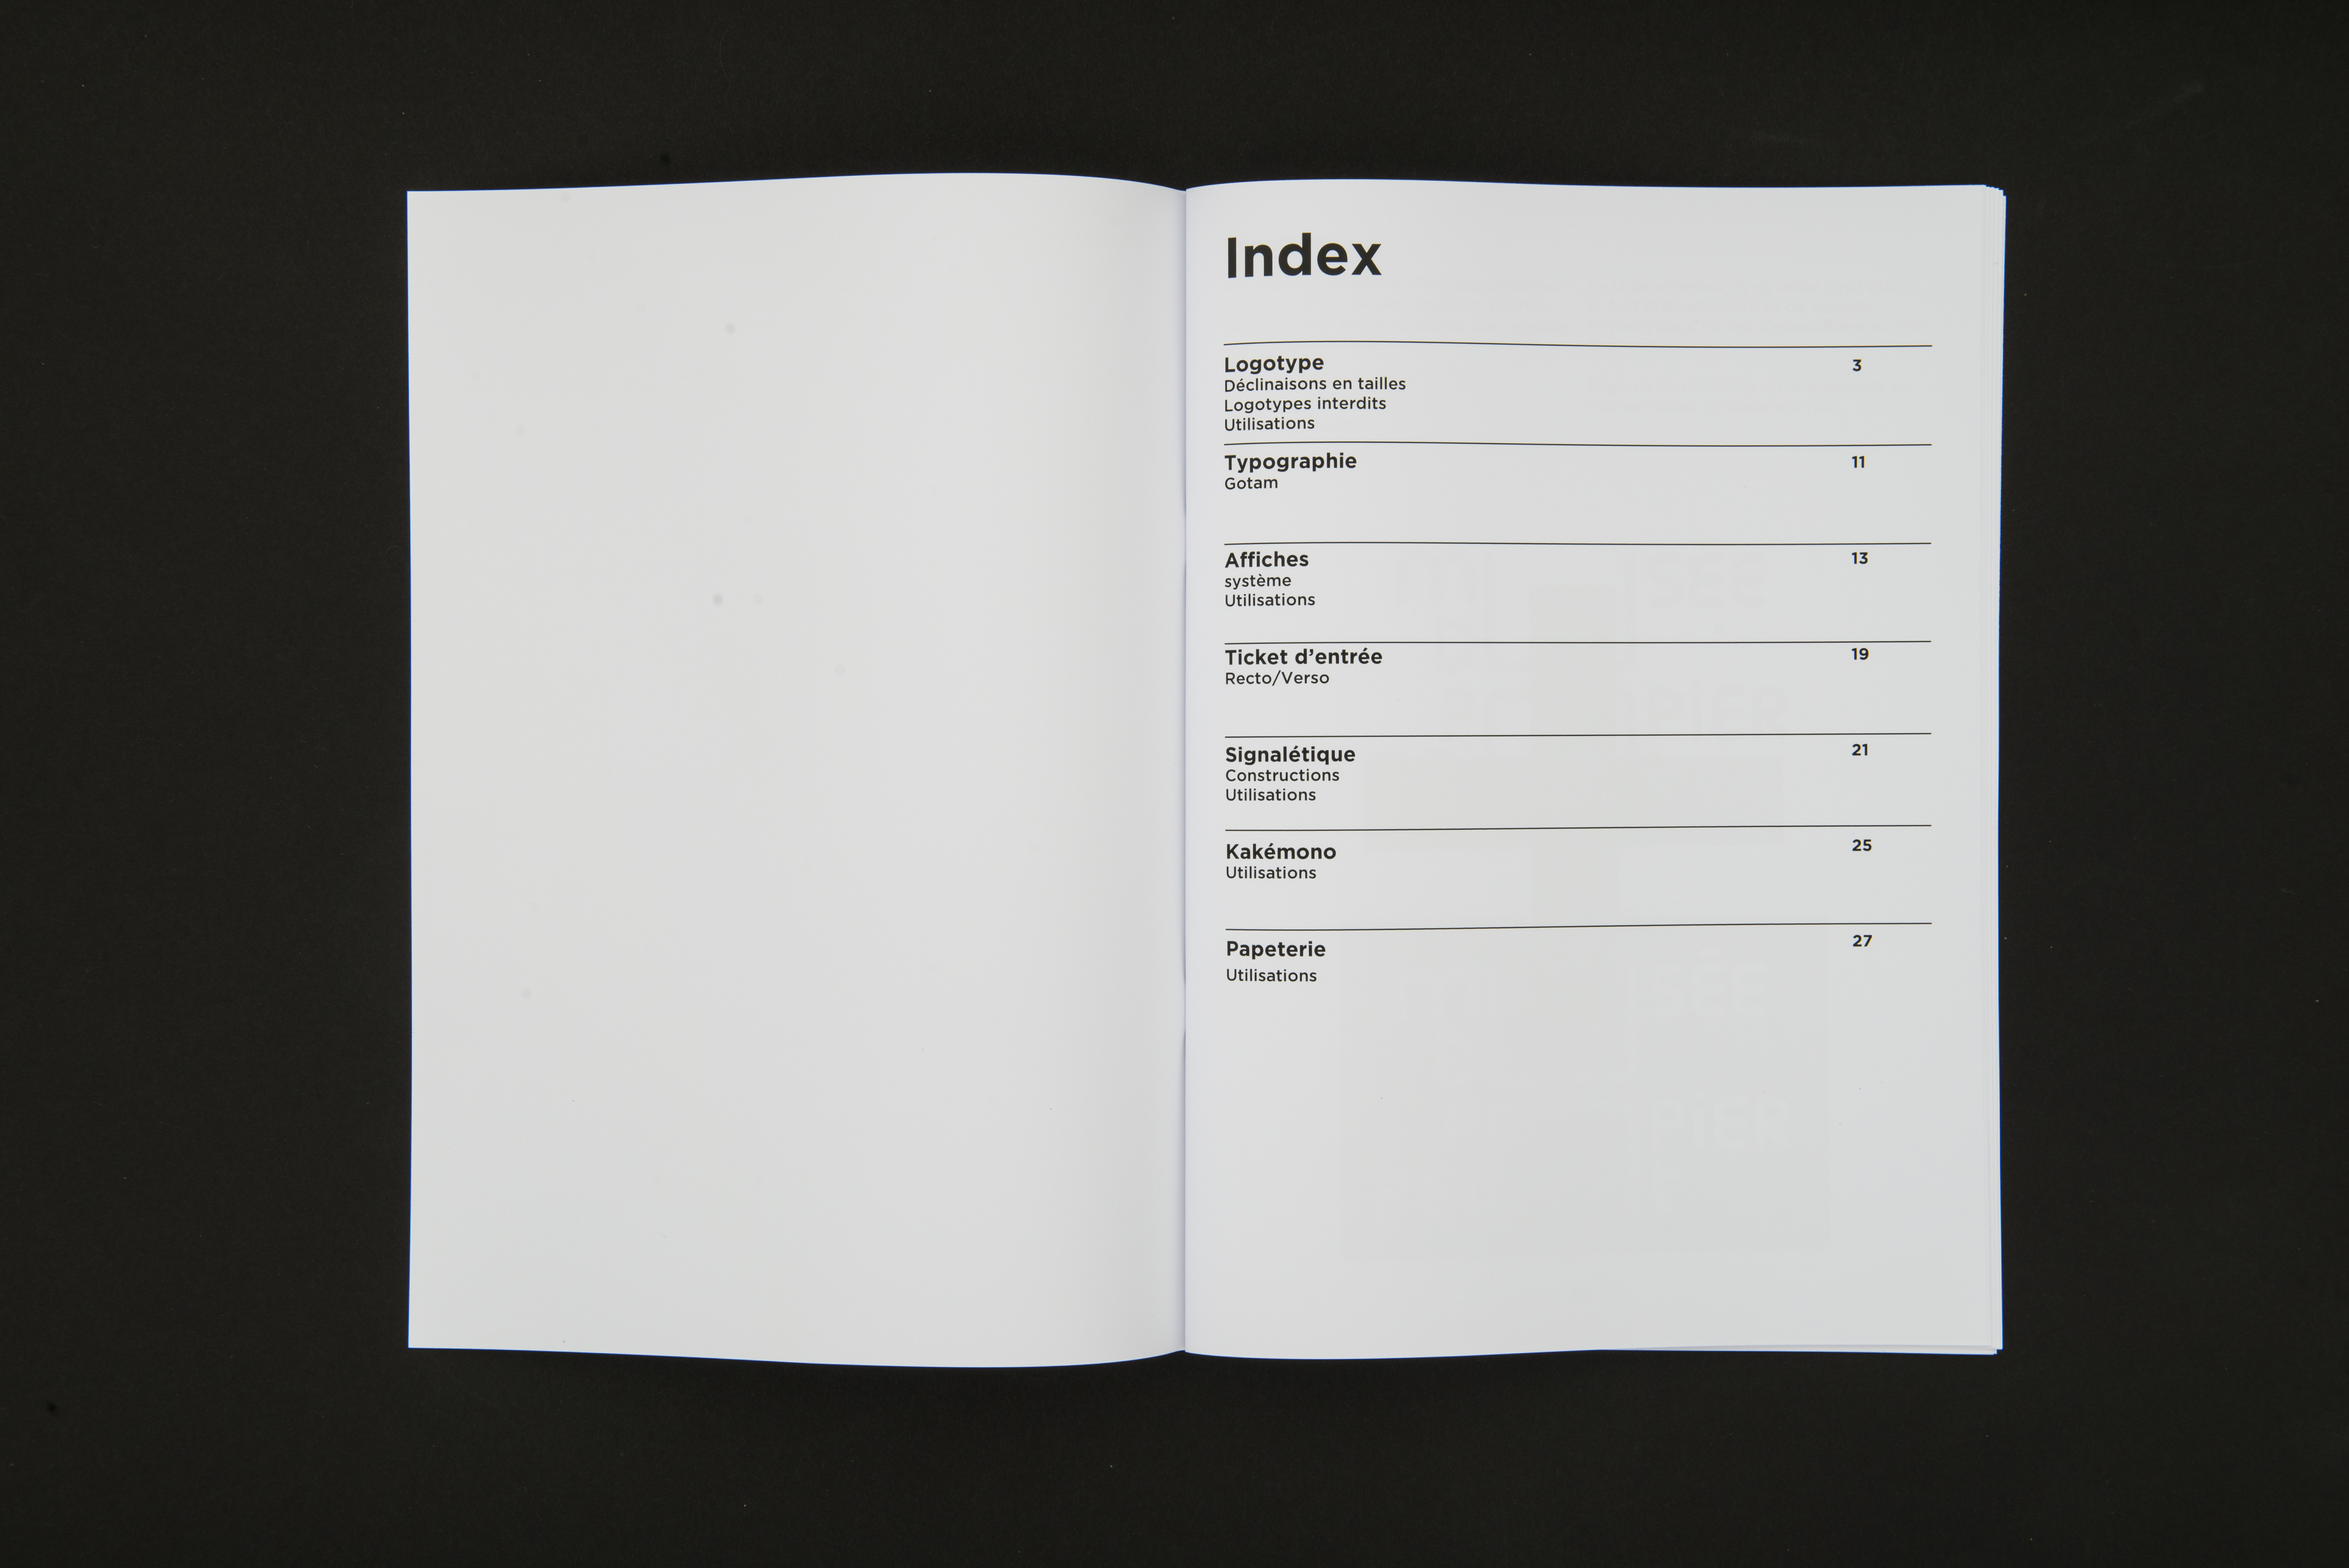 Index
Logotype 3
Déclinaisons en tailles
Logotypes interdits
Utilisations
Typographie 11
Gotam
Affiches 13
système
Utilisations
Ticket d’entrée 19
Recto/Verso
Signalétique 21
Constructions
Utilisations
Kakémono 25
Utilisations
Papeterie 27
Utilisations